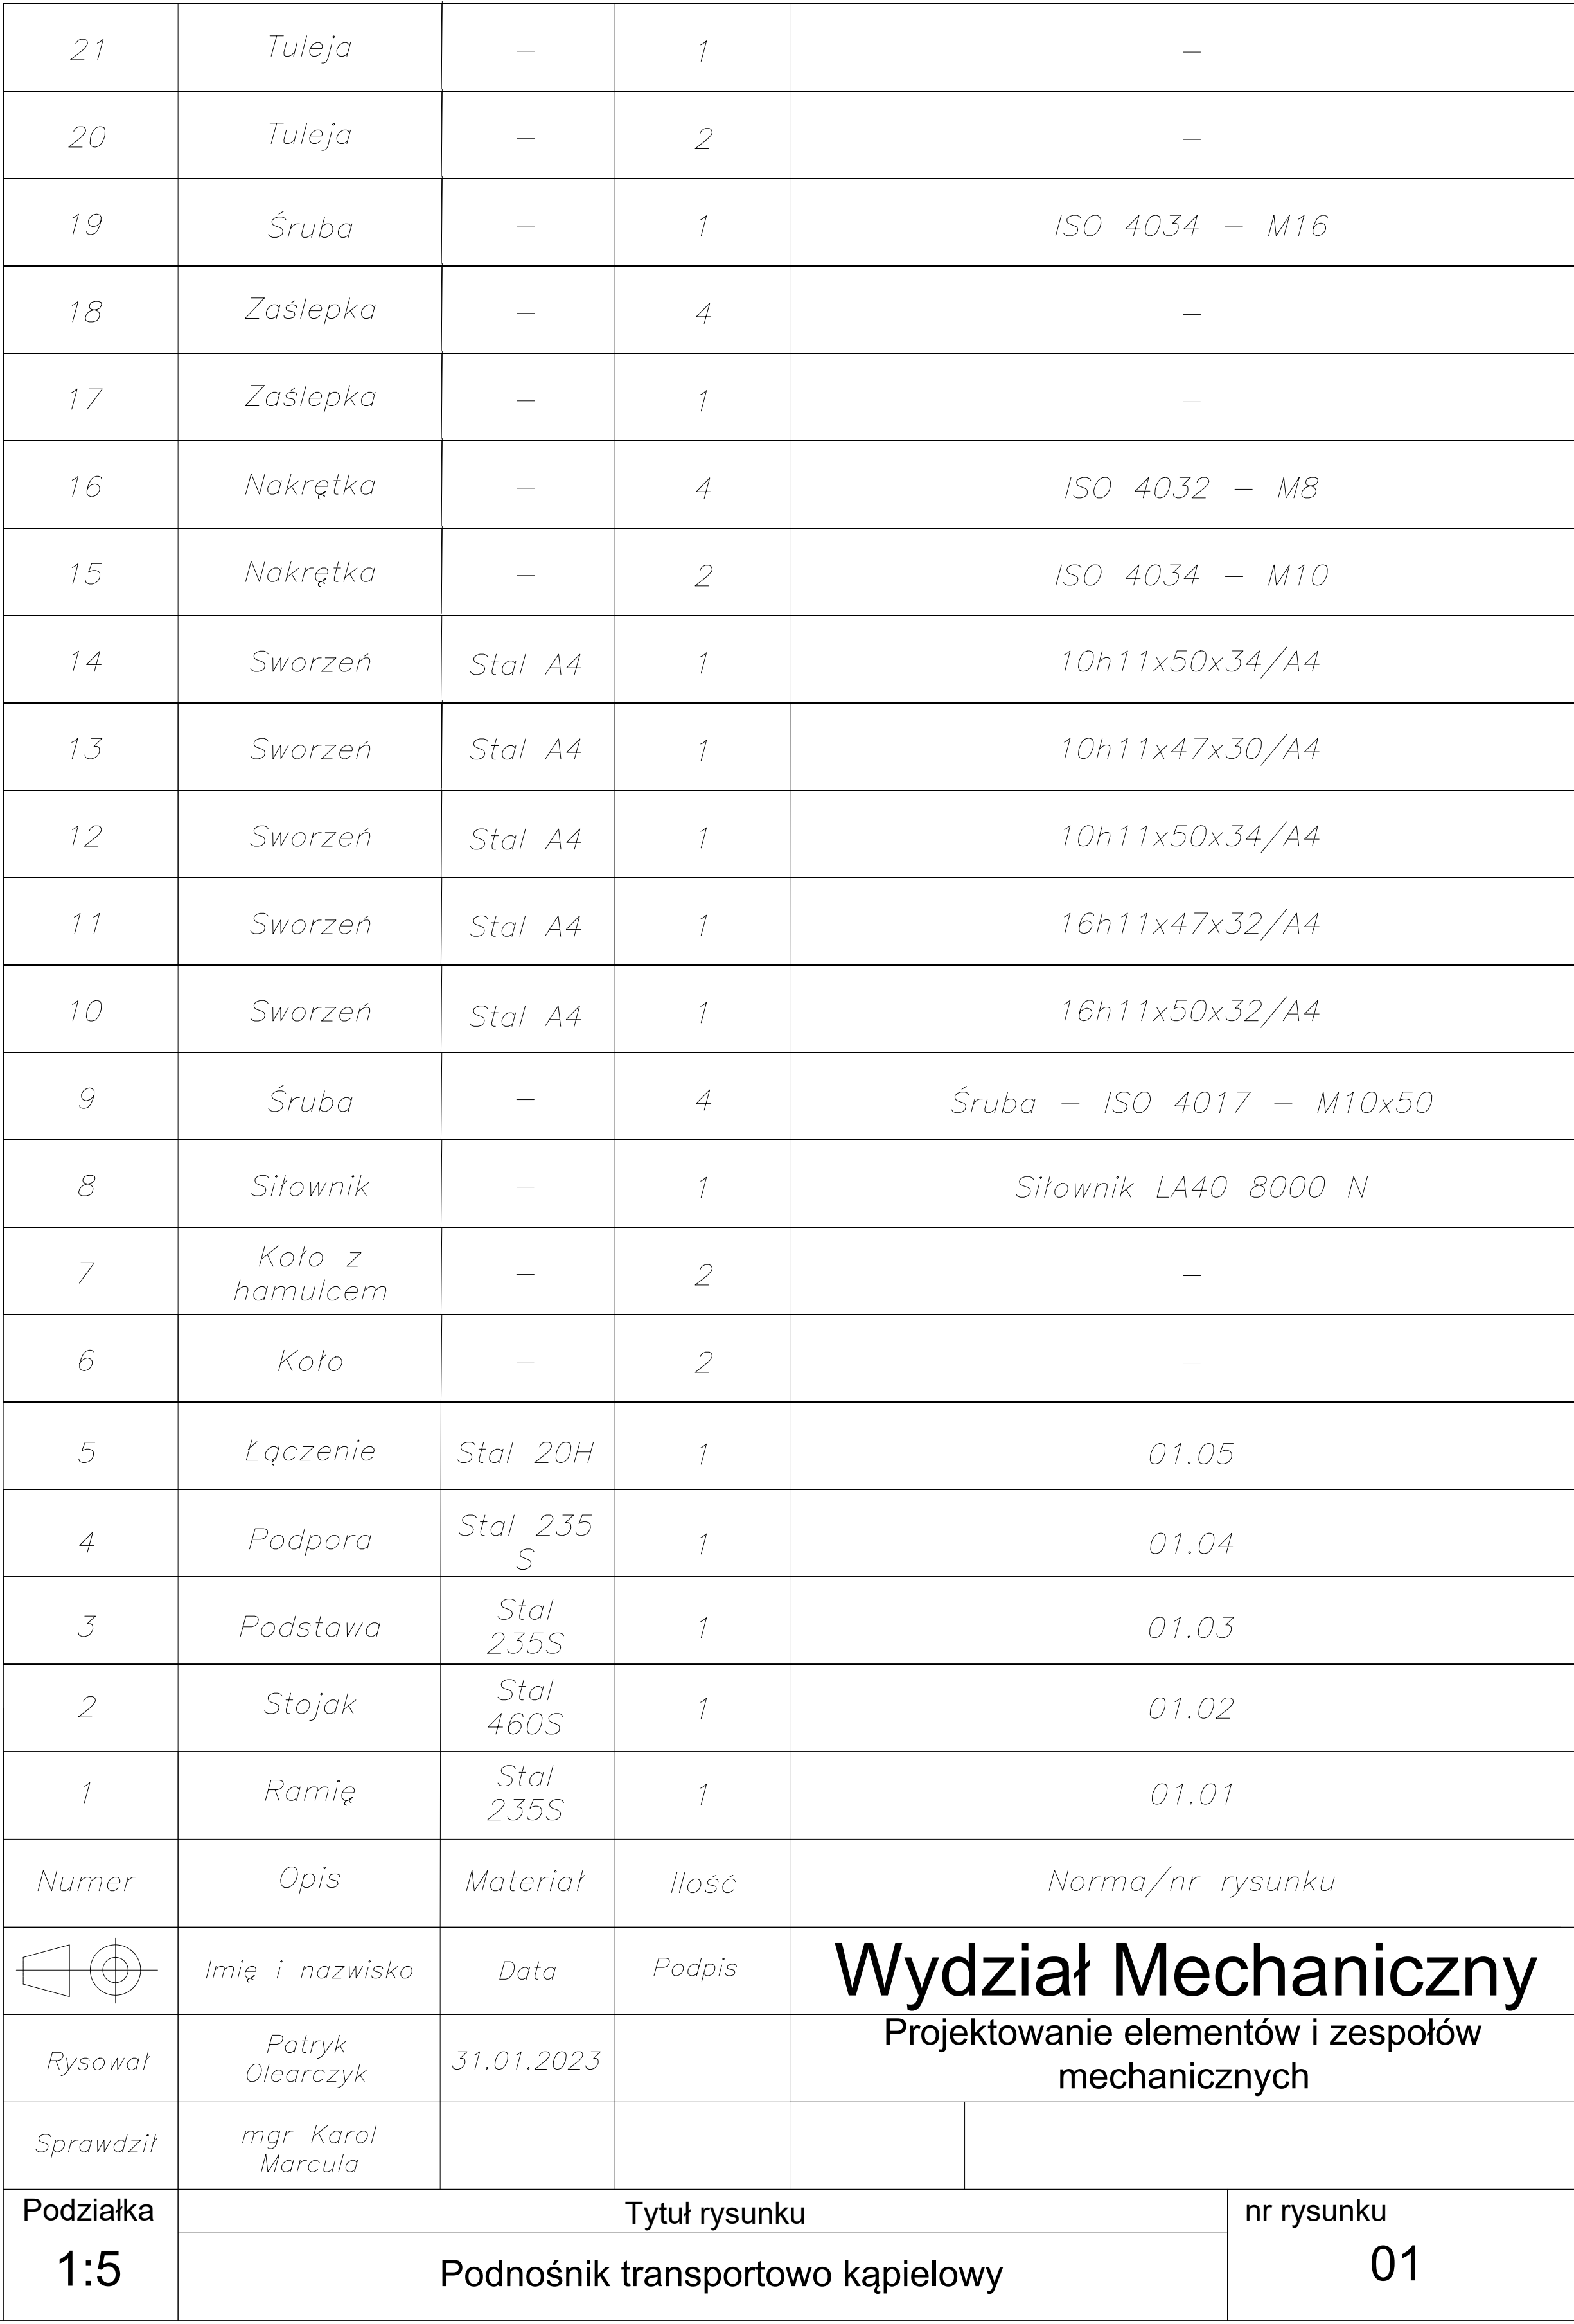 21 Tuleja — 1 —
20 Tuleja — 2 —
19 Śruba — 1 ISO 4034 — M16
18 Zaślepka — 4 —
17 Zaślepka — 1 —
16 Nakrętka — 4 ISO 4032 — M8
15 Nakrętka — 2 ISO 4034 — M10
14 Sworzeń Stal A4 1 10h11x50x34/A4
13 Sworzeń Stal A4 1 10h11x47x30/A4
12 Sworzeń Stal A4 1 10h11x50x34/A4
11 Sworzeń Stal A4 1 16h11x47x32/A4
10 Sworzeń Stal A4 1 16h11x50x32/A4
9 Śruba — 4 Śruba — ISO 4017 — M10x50
8 Siłownik — 1 Siłownik LA40 8000 N
7 Koło z
hamulcem — 2 —
6 Koło — 2 —
5 Łączenie Stal 20H 1 01.05
4 Podpora Stal 235
S 1 01.04
3 Podstawa Stal
235S 1 01.03
2 Stojak Stal
460S 1 01.02
1 Ramię Stal
235S 1 01.01
Numer Opis Materiał Ilość Norma/nr rysunku
Imię i nazwisko Data Podpis Wydział Mechaniczny
Rysował Patryk
Olearczyk 31.01.2023
Projektowanie elementów i zespołów
mechanicznych
Sprawdził mgr Karol
Marcula
Podziałka Tytuł rysunku nr rysunku
1:5 Podnośnik transportowo kąpielowy 01